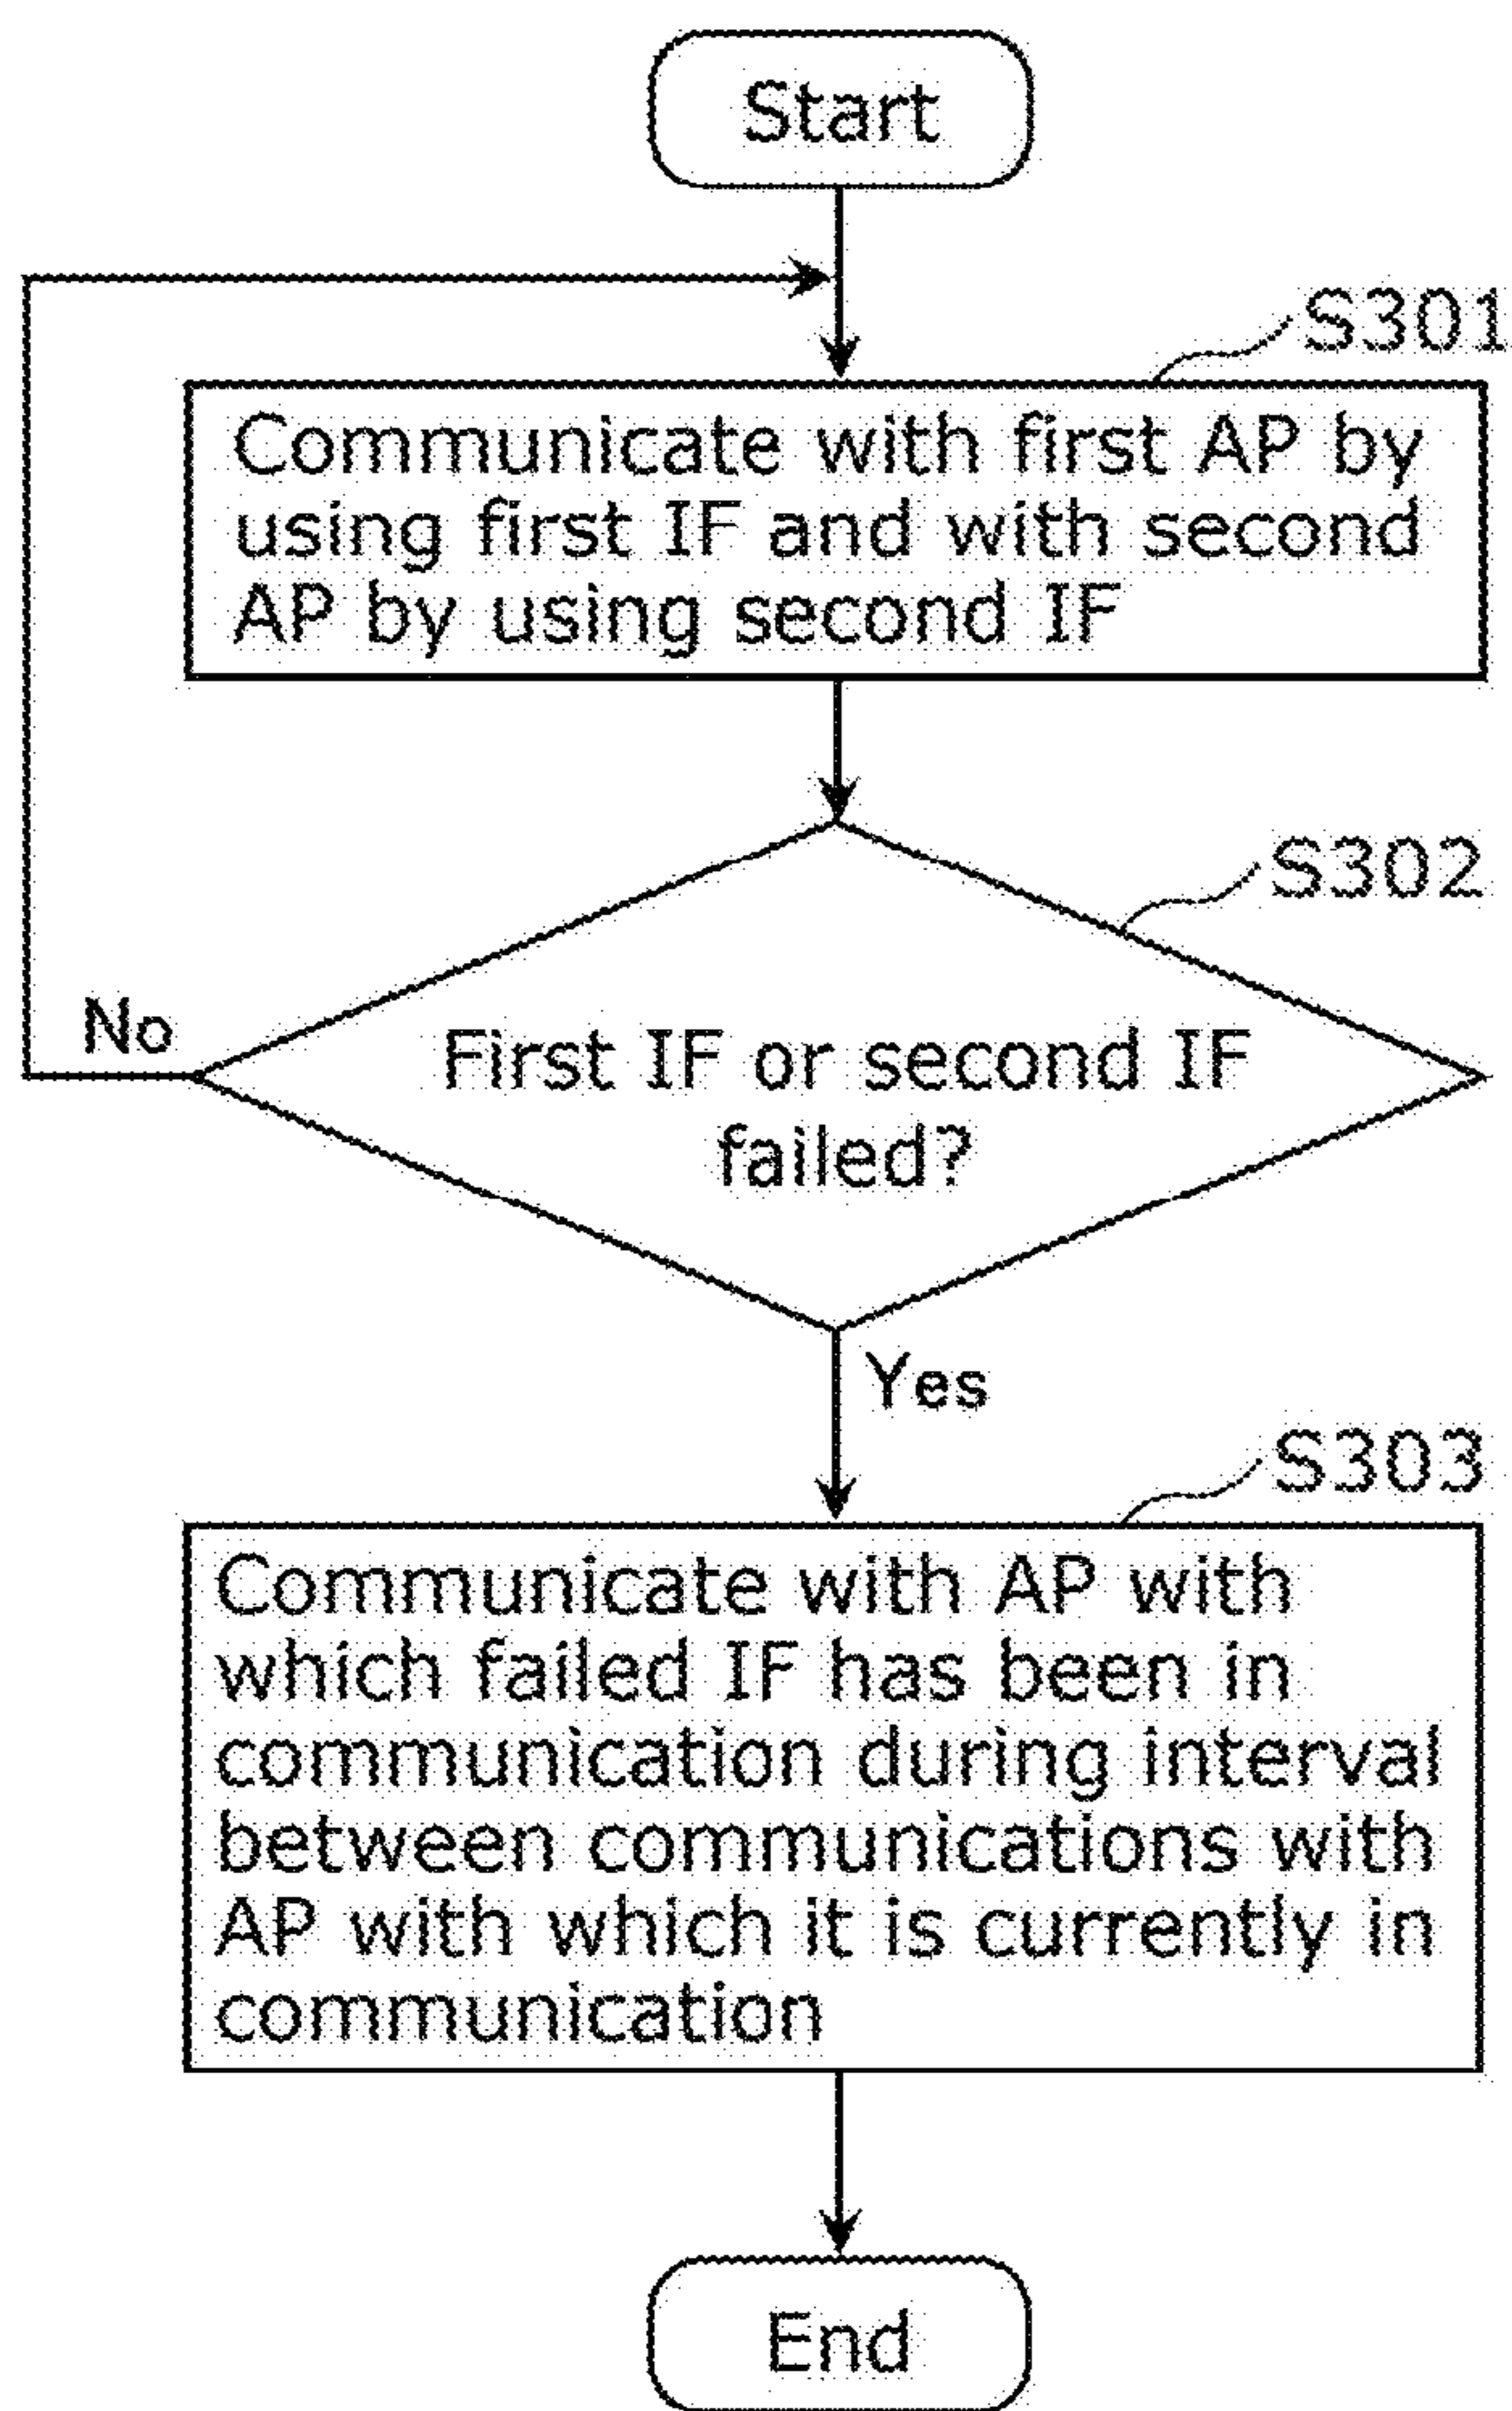 Start
S301
Communicate with first AP by
using first IF and with second
AP by using second IF
S302
No
First IF or second IF
failed?
Yes
S303
Communicate with AP with
which failed IF has been in
communication during interval
between communications with
AP with which it is currently in
communication
End